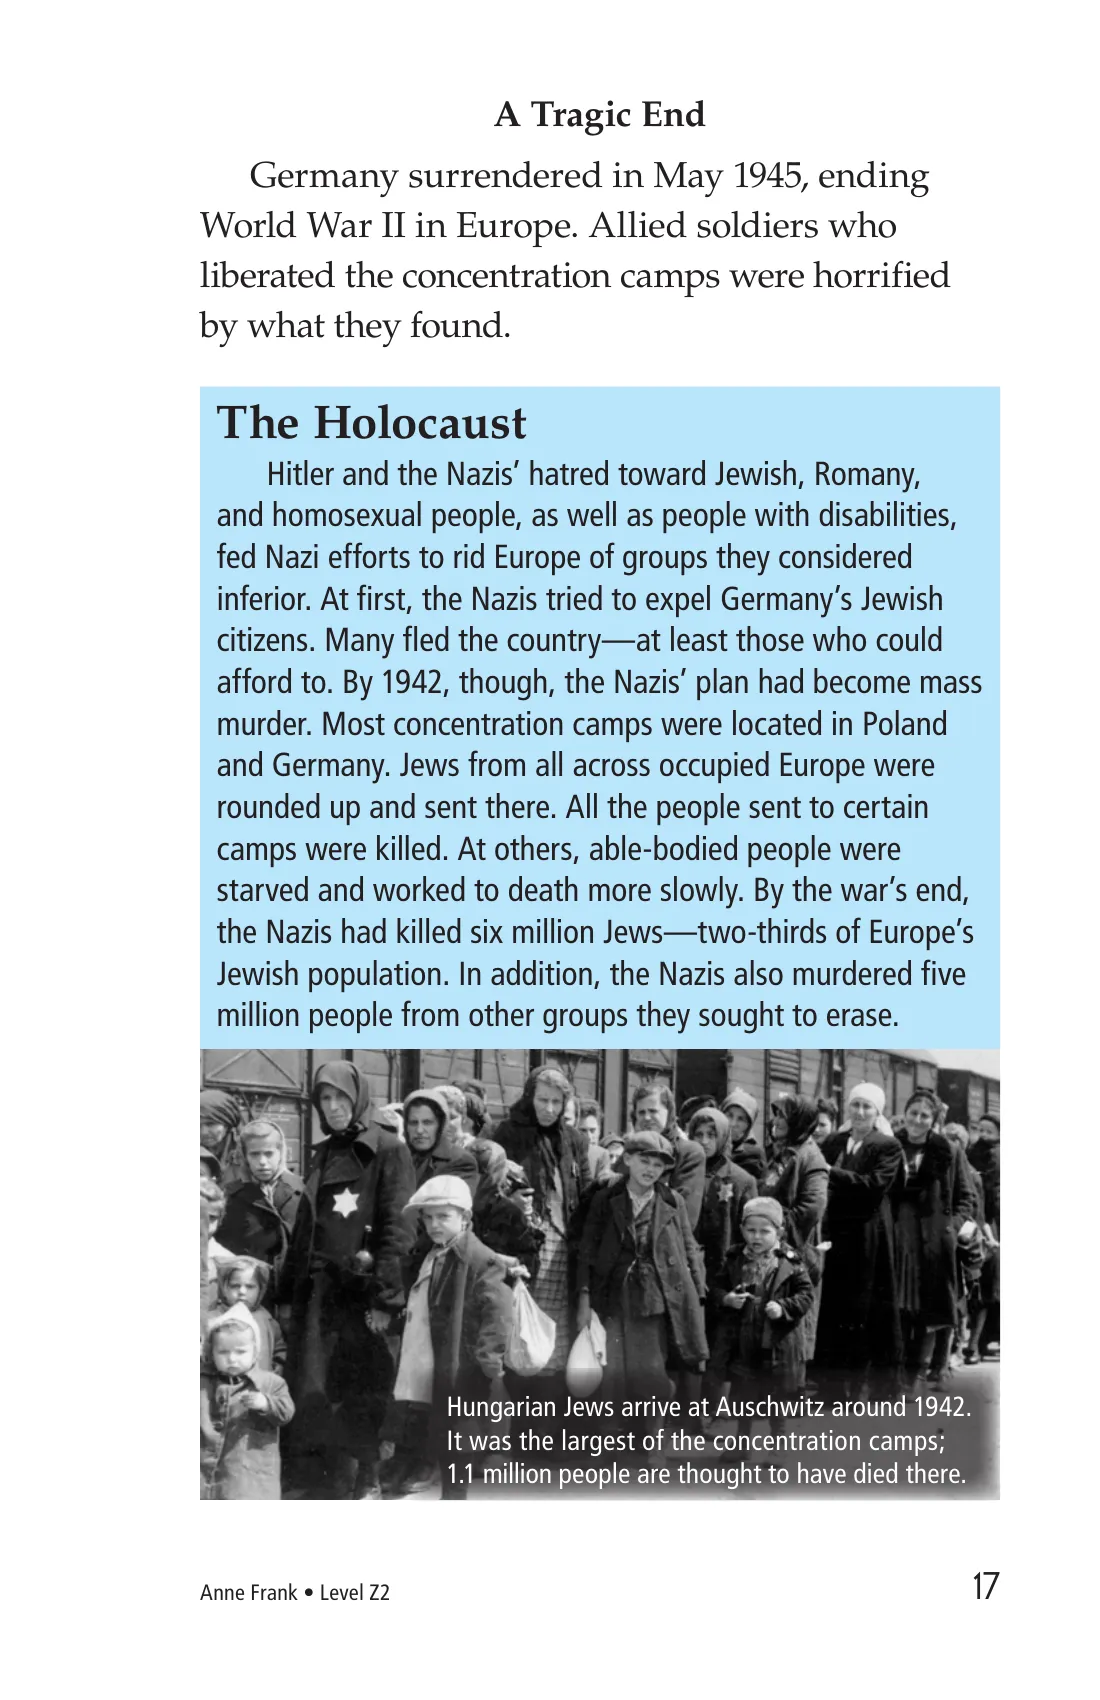 A Tragic End
Germany surrendered in May 1945, ending
World War II in Europe. Allied soldiers who
liberated the concentration camps were horrified
by what they found.
The Holocaust
Hitler and the Nazis’ hatred toward Jewish, Romany,
and homosexual people, as well as people with disabilities,
fed Nazi efforts to rid Europe of groups they considered
inferior. At first, the Nazis tried to expel Germany’s Jewish
citizens. Many fled the country—at least those who could
afford to. By 1942, though, the Nazis’ plan had become mass
murder. Most concentration camps were located in Poland
and Germany. Jews from all across occupied Europe were
rounded up and sent there. All the people sent to certain
camps were killed. At others, able-bodied people were
starved and worked to death more slowly. By the war’s end,
the Nazis had killed six million Jews—two-thirds of Europe’s
Jewish population. In addition, the Nazis also murdered five
million people from other groups they sought to erase.
Hungarian Jews arrive at Auschwitz around 1942.
It was the largest of the concentration camps;
1.1 million people are thought to have died there.
Anne Frank • Level Z2
17